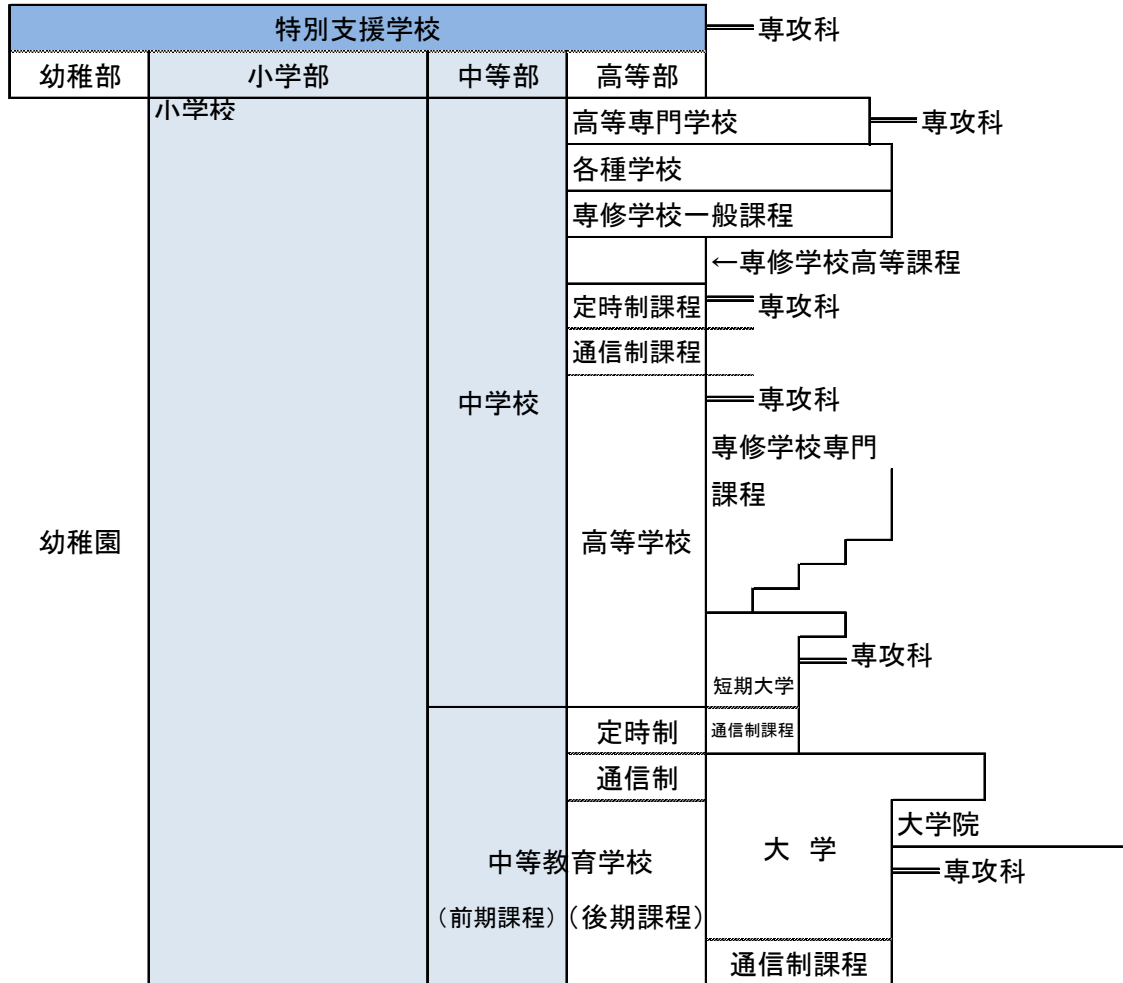 特別支援学校
専攻科
幼稚部
小学部
中等部
高等部
小学校
高等専門学校
専攻科
各種学校
専修学校一般課程
←専修学校高等課程
定時制課程
専攻科
通信制課程
中学校
専攻科
専修学校専門
課程
幼稚園
高等学校
専攻科
短期大学
定時制
通信制課程
通信制
大学院
大 学
中等教育学校
専攻科
（前期課程）
（後期課程）
通信制課程